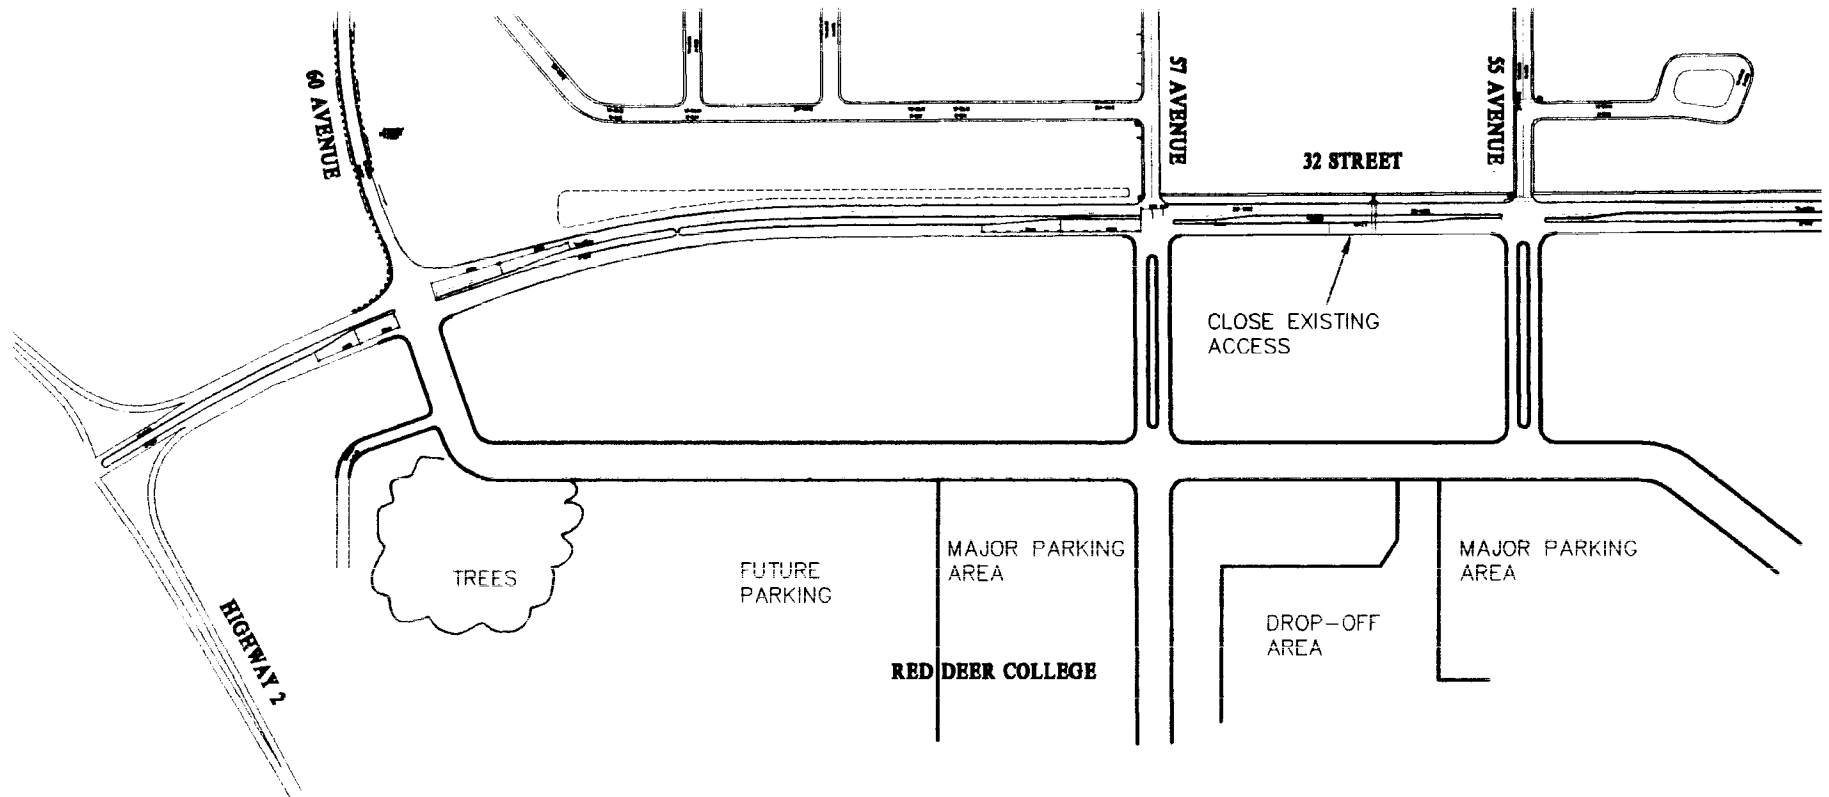 60 AVENUE
57 AVENUE
55 AVENUE
32 STREET
CLOSE EXISTING
ACCESS
TREES
FUTURE
PARKING
MAJOR PARKING
AREA
MAJOR PARKING
AREA
DROP-OFF
AREA
HIGHWAY 2
RED DEER COLLEGE